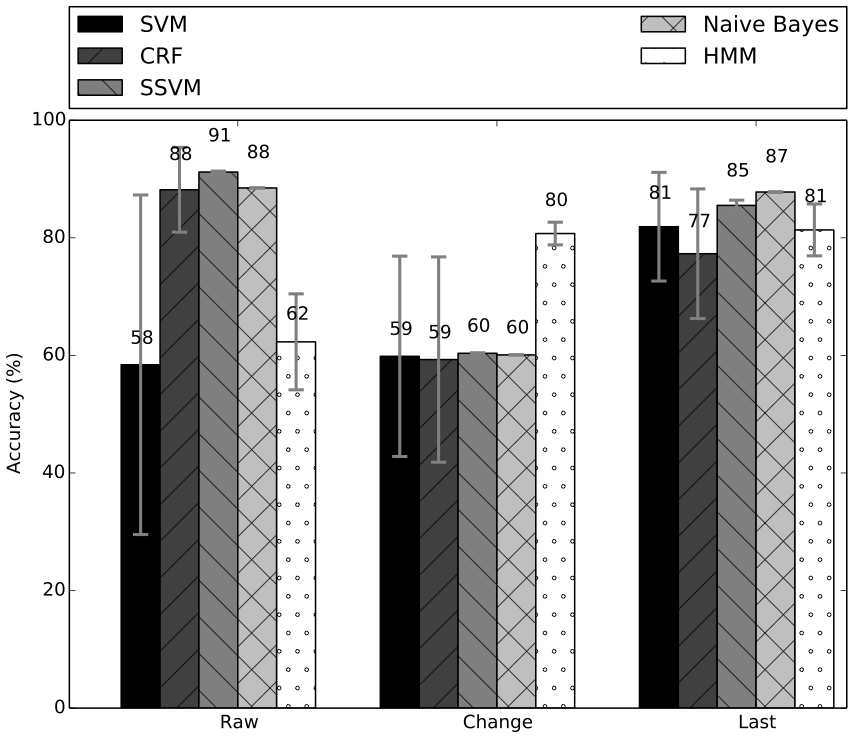 SVM
CRF
SSVM
Naive Bayes
HMM
Accuracy (%)
100
80
60
40
20
0
58
88
91
88
62
59
59
60
60
80
81
77
85
87
81
Raw
Change
Last